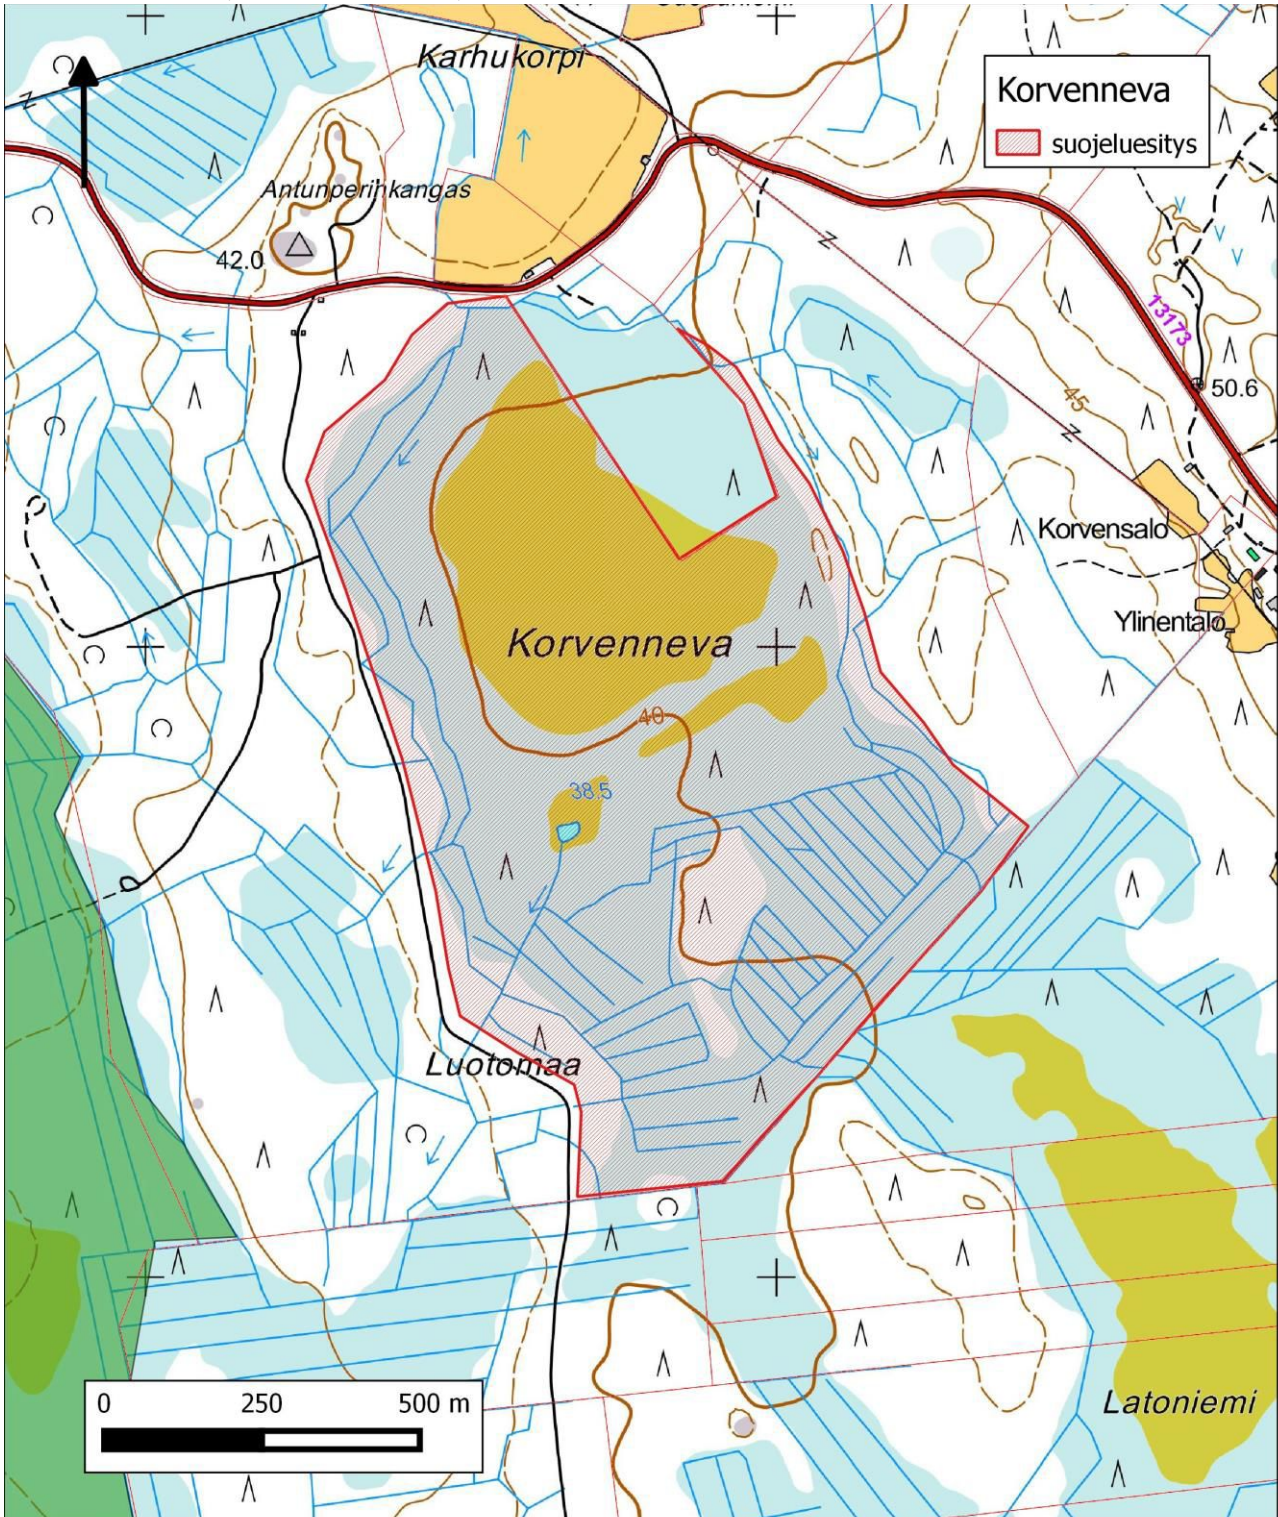 Karhukorpi
Korvenneva
suojeluesitys
Antunperinkangas
42.0
13173
45
50.6
Korvensalo
Ylinentalo
Korvenneva
40
38.5
Luotomaa
Latoniemi
0 250 500 m